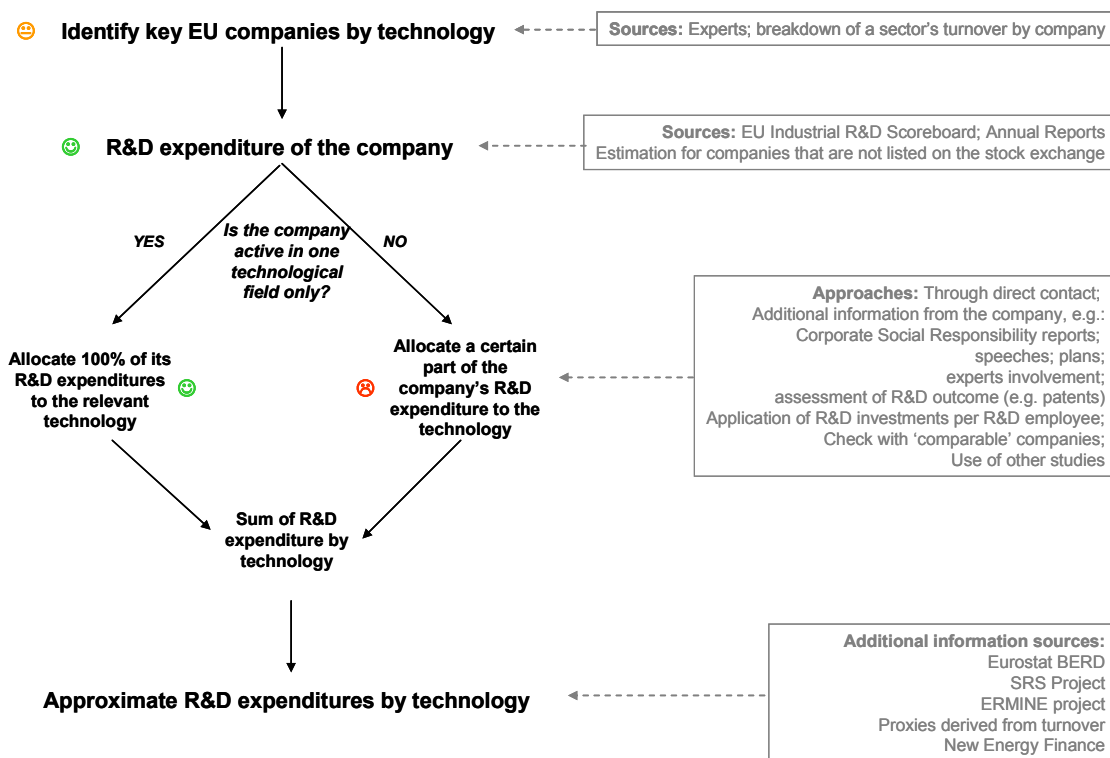 Identify key EU companies by technology
Sources: Experts; breakdown of a sector's turnover by company
R&D expenditure of the company
Sources: EU Industrial R&D Scoreboard; Annual Reports
Estimation for companies that are not listed on the stock exchange
YES
Is the company
active in one
technological
field only?
NO
Allocate 100% of its
R&D expenditures
to the relevant
technology
Allocate a certain
part of the
company's R&D
expenditure to the
technology
Approaches: Through direct contact;
Additional information from the company, e.g.:
Corporate Social Responsibility reports;
speeches; plans;
experts involvement;
assessment of R&D outcome (e.g. patents)
Application of R&D investments per R&D employee;
Check with ‘comparable’ companies;
Use of other studies
Sum of R&D
expenditure by
technology
Approximate R&D expenditures by technology
Additional information sources:
Eurostat BERD
SRS Project
ERMINE project
Proxies derived from turnover
New Energy Finance